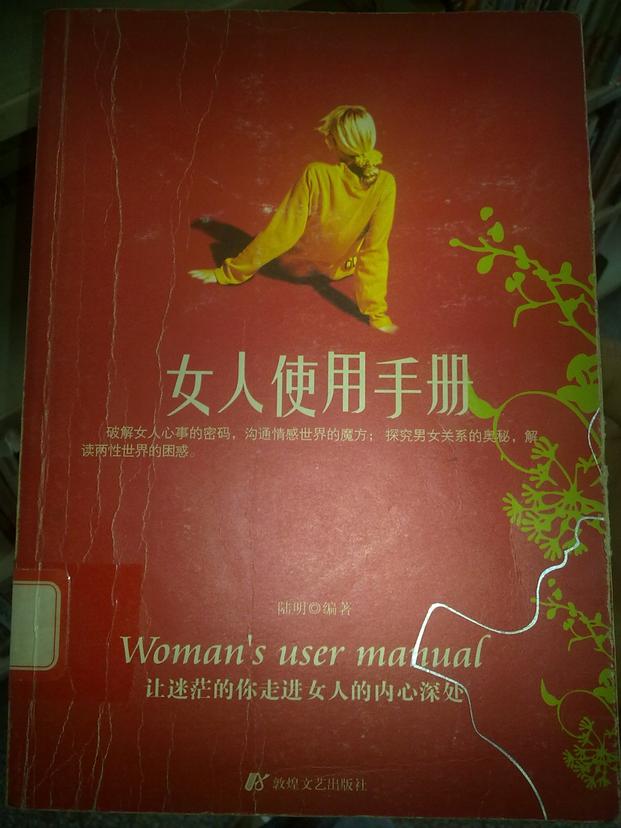 女人使用手册
破解女人心事的密码，沟通情感世界的魔方；探究男女关系的奥秘，解
读两性世界的困惑。
陆明◎编著
Woman's user manual
让迷茫的你走进女人的内心深处
敦煌文艺出版社